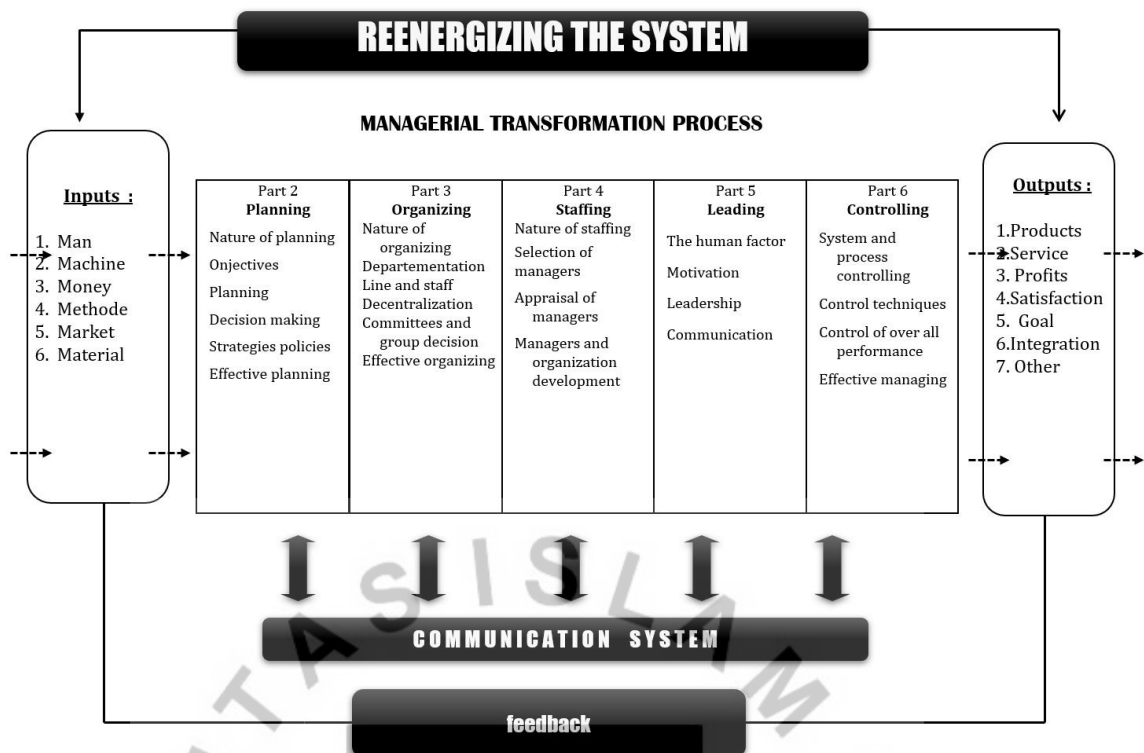 REENERGIZING THE SYSTEM
MANAGERIAL TRANSFORMATION PROCESS
Inputs :
1. Man
2. Machine
3. Money
4. Methode
5. Market
6. Material
Part 2
Planning
Nature of planning
Onjectives
Planning
Decision making
Strategies policies
Effective planning
Part 3
Organizing
Nature of
organizing
Departementation
Line and staff
Decentralization
Committees and
group decision
Effective organizing
Part 4
Staffing
Nature of staffing
Selection of
managers
Appraisal of
managers
Managers and
organization
development
Part 5
Leading
The human factor
Motivation
Leadership
Communication
Part 6
Controlling
System and
process
controlling
Control techniques
Control of over all
performance
Effective managing
Outputs :
1.Products
2.Service
3. Profits
4.Satisfaction
5. Goal
6.Integration
7. Other
COMMUNICATION SYSTEM
feedback
TAS ISLAM